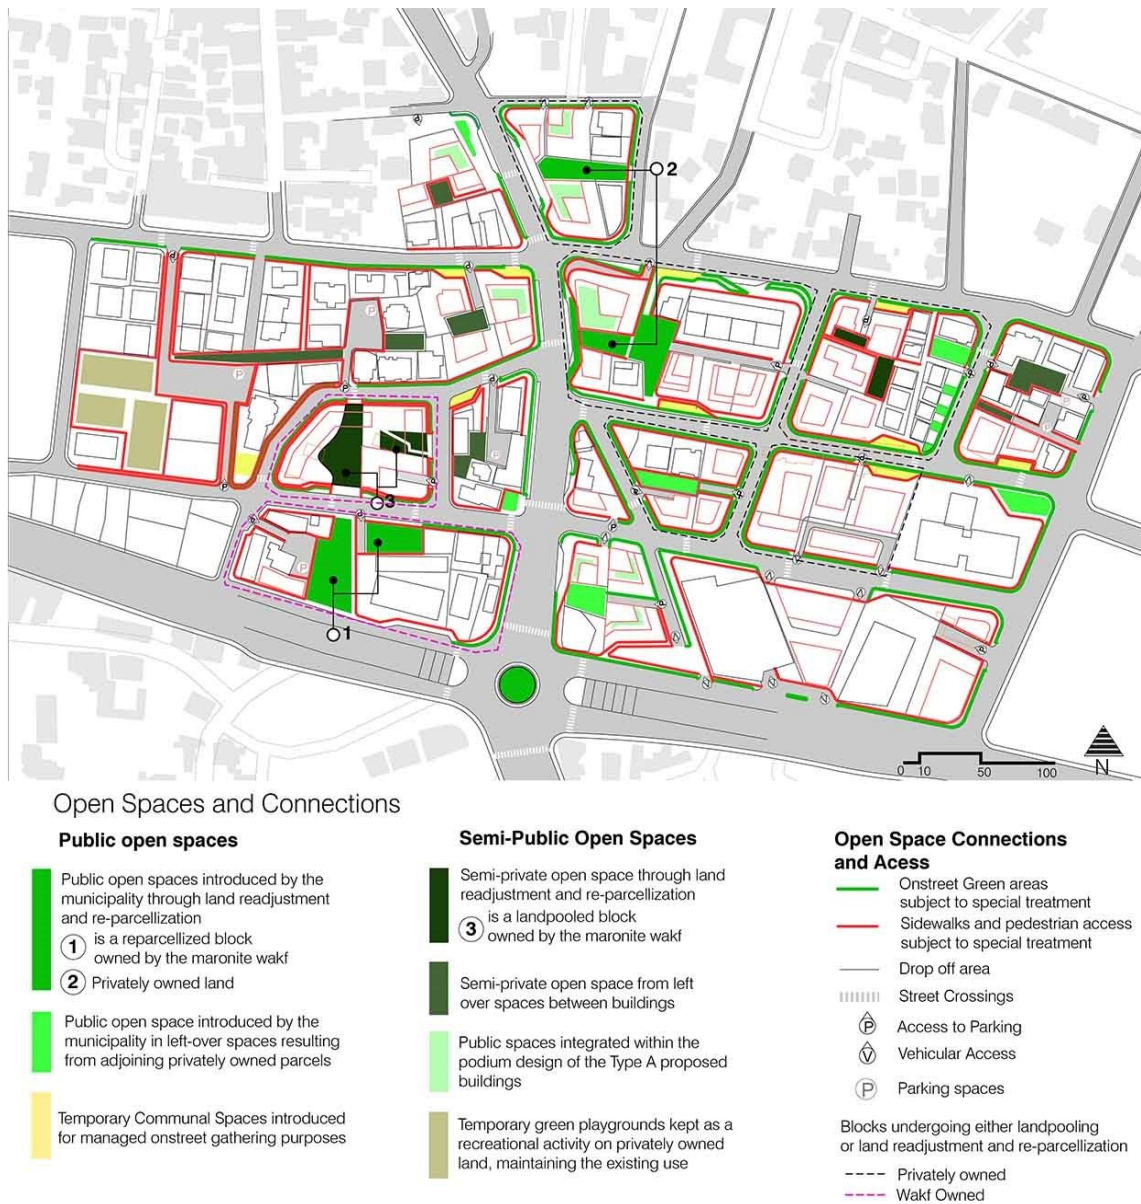 2
3
1
0 10 50 100
N
Open Spaces and Connections
Public open spaces
Public open spaces introduced by the
municipality through land readjustment
and re-parcellization
1 is a reparcellized block
owned by the maronite wakf
2 Privately owned land
Public open space introduced by the
municipality in left-over spaces resulting
from adjoining privately owned parcels
Temporary Communal Spaces introduced
for managed onstreet gathering purposes
Semi-Public Open Spaces
Semi-private open space through land
readjustment and re-parcellization
3 is a landpooled block
owned by the maronite wakf
Semi-private open space from left
over spaces between buildings
Public spaces integrated within the
podium design of the Type A proposed
buildings
Temporary green playgrounds kept as a
recreational activity on privately owned
land, maintaining the existing use
Open Space Connections
and Acess
Onstreet Green areas
subject to special treatment
Sidewalks and pedestrian access
subject to special treatment
Drop off area
Street Crossings
P Access to Parking
V Vehicular Access
P Parking spaces
Blocks undergoing either landpooling
or land readjustment and re-parcellization
Privately owned
Wakf Owned